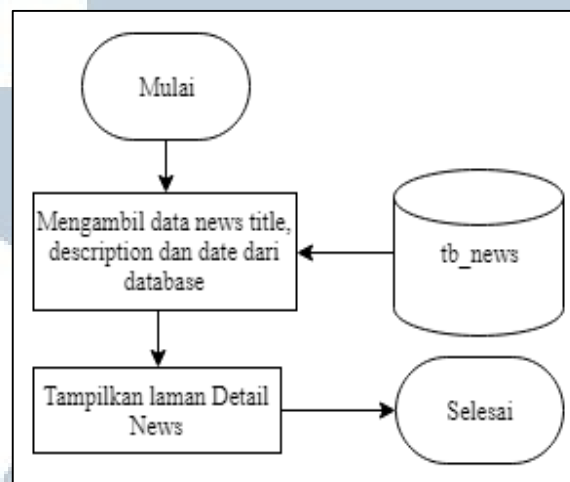 Mulai
Mengambil data news title,
description dan date dari
database
tb_news
Tampilkan laman Detail
News
Selesai